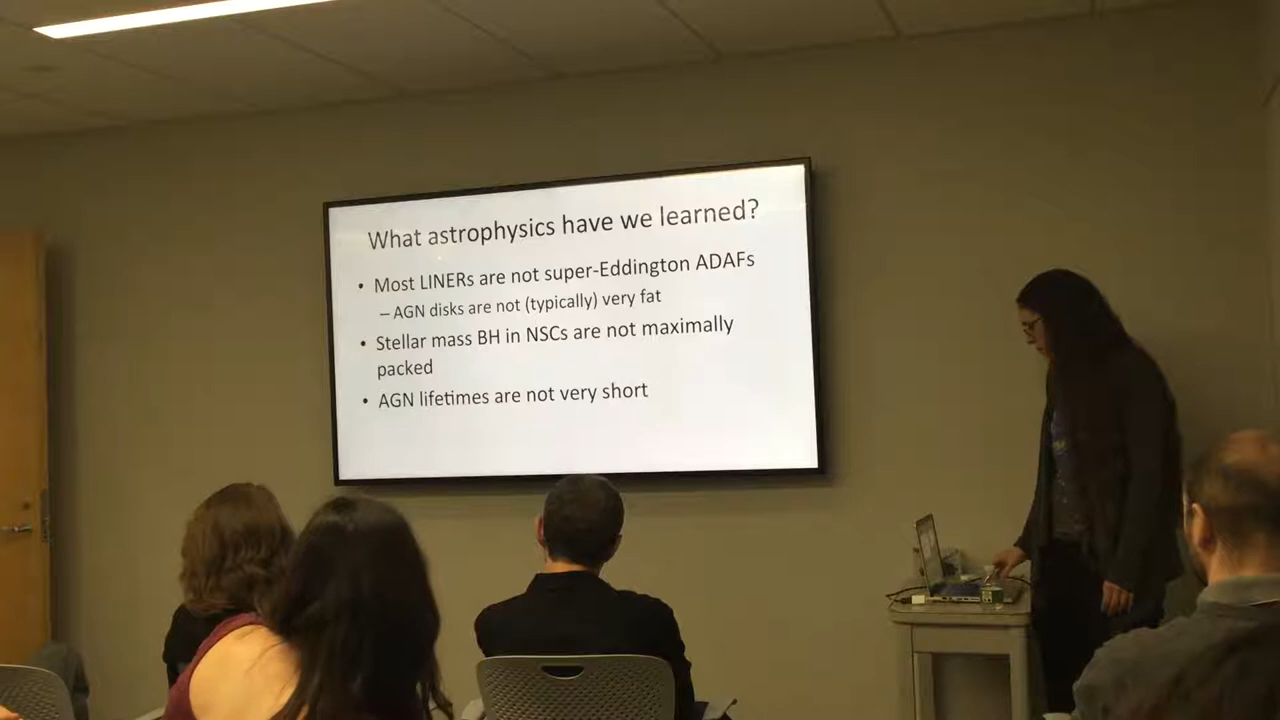 What astrophysics have we learned?
• Most LINERs are not super-Eddington ADAFs
– AGN disks are not (typically) very fat
• Stellar mass BH in NSCs are not maximally
packed
• AGN lifetimes are not very short